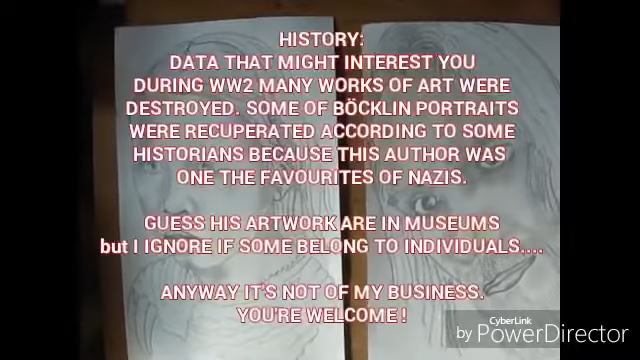 HISTORY:
DATA THAT MIGHT INTEREST YOU
DURING WW2 MANY WORKS OF ART WERE
DESTROYED. SOME OF BÖCKLIN PORTRAITS
WERE RECUPERATED ACCORDING TO SOME
HISTORIANS BECAUSE THIS AUTHOR WAS
ONE THE FAVOURITES OF NAZIS.
GUESS HIS ARTWORK ARE IN MUSEUMS
but I IGNORE IF SOME BELONG TO INDIVIDUALS....
ANYWAY IT'S NOT OF MY BUSINESS.
YOU'RE WELCOME !
CyberLink
by PowerDirector